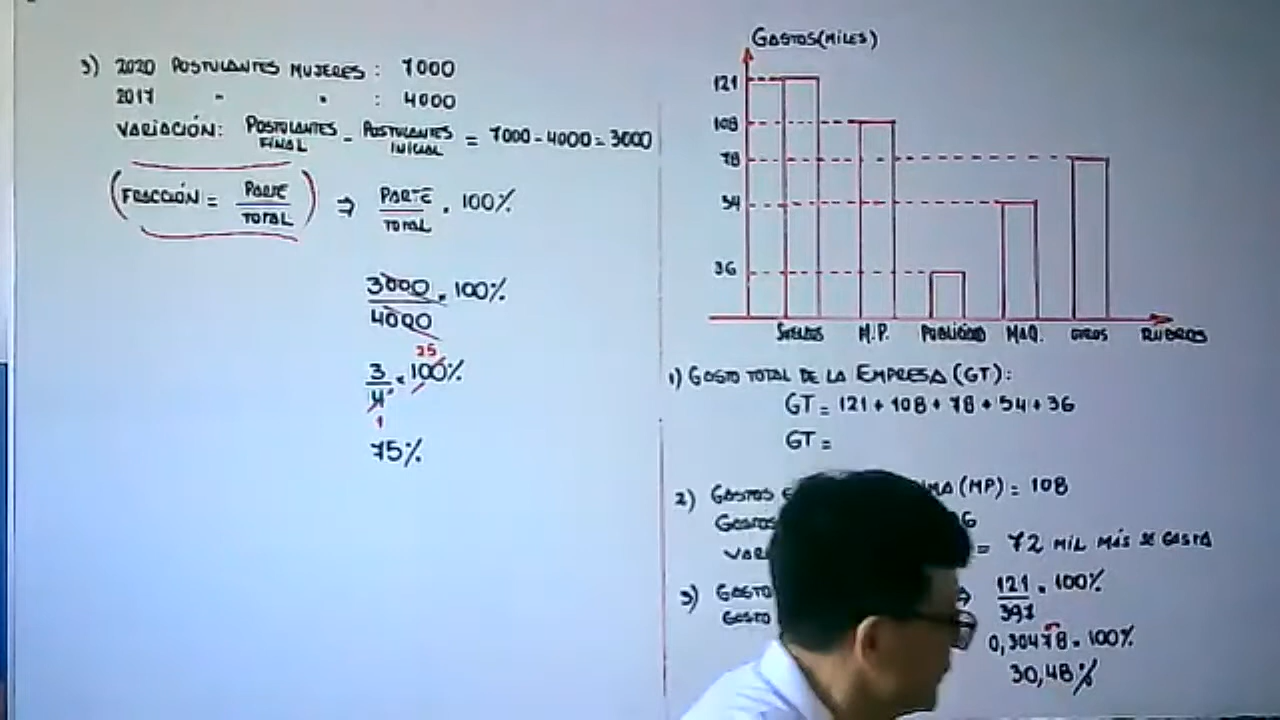 3) 2020 POSTULANTES MUJERES : 7000
2017 " " : 4000
VARIACIÓN: POSTULANTES FINAL - POSTULANTES INICIAL = 7000 - 4000 = 3000
(FRACCIÓN = PARTE/TOTAL) ⇒ PARTE/TOTAL . 100%
3000/4000 . 100%
25
3/4 . 100%
1
75%
GASTOS (MILES)
121
108
78
54
36
SUELDOS M.P. PUBLICIDAD MAQ. OTROS RUBROS
1) GASTO TOTAL DE LA EMPRESA (GT):
GT = 121 + 108 + 78 + 54 + 36
GT =
2) GASTOS (MP) = 108
= 72 MIL MÁS SE GASTA
3) GASTO ⇒ 121/397 . 100%
GASTO
0,30478 . 100%
30,48%